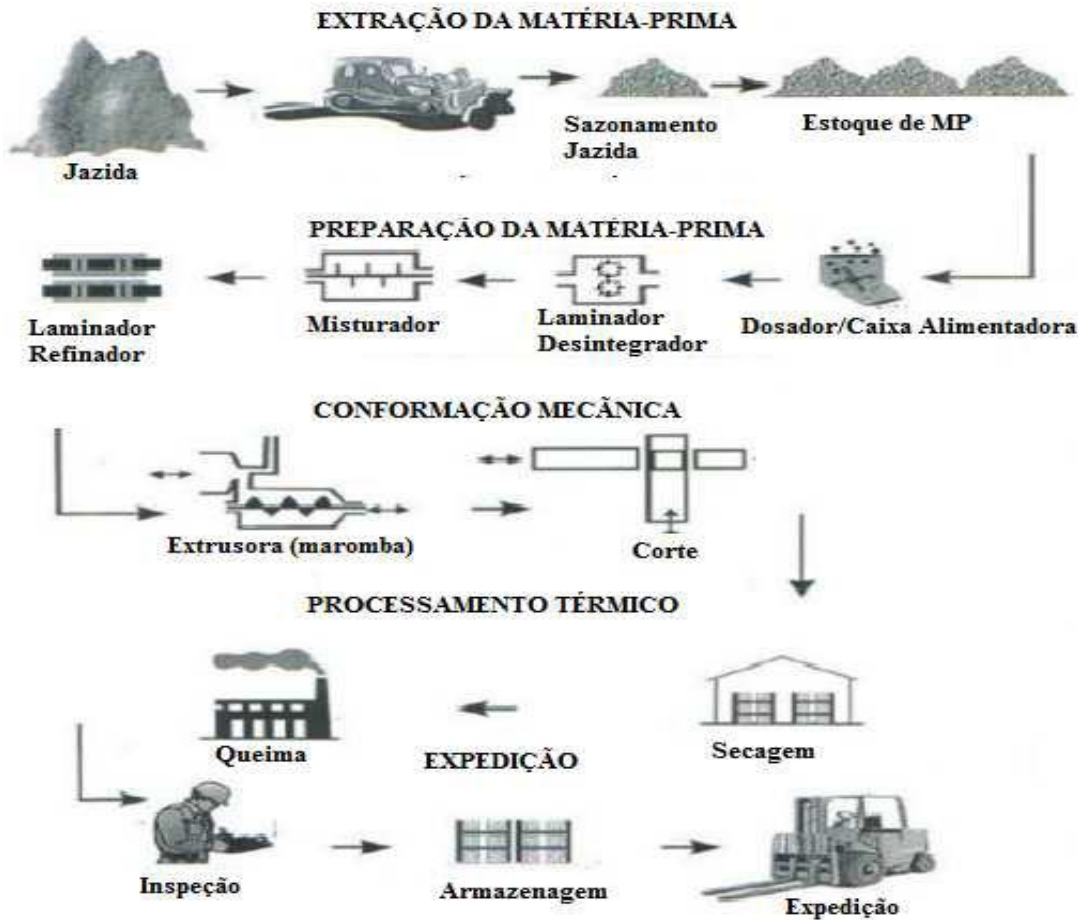 EXTRAÇÃO DA MATÉRIA-PRIMA
Jazida
Sazonamento
Jazida
Estoque de MP
PREPARAÇÃO DA MATÉRIA-PRIMA
Laminador
Refinador
Misturador
Laminador
Desintegrador
Dosador/Caixa Alimentadora
CONFORMAÇÃO MECÃNICA
Extrusora (maromba)
Corte
PROCESSAMENTO TÉRMICO
Queima
Secagem
EXPEDIÇÃO
Inspeção
Armazenagem
Expedição